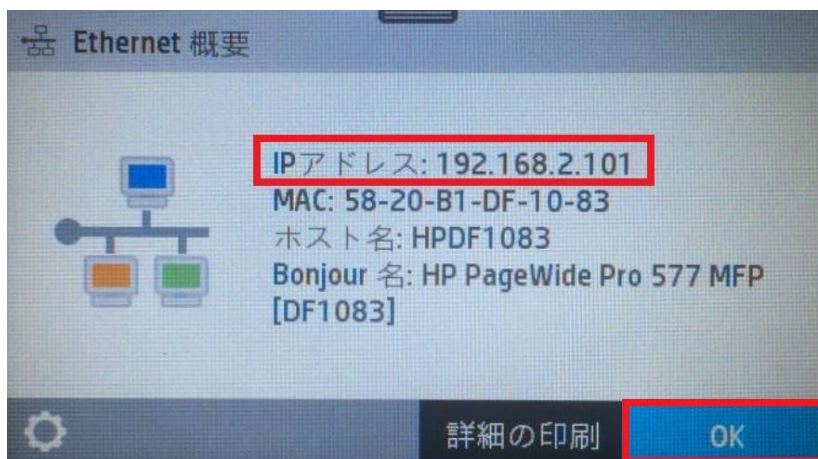 Ethernet 概要
IPアドレス: 192.168.2.101
MAC: 58-20-B1-DF-10-83
ホスト名: HPDF1083
Bonjour 名: HP PageWide Pro 577 MFP
[DF1083]
詳細の印刷
OK